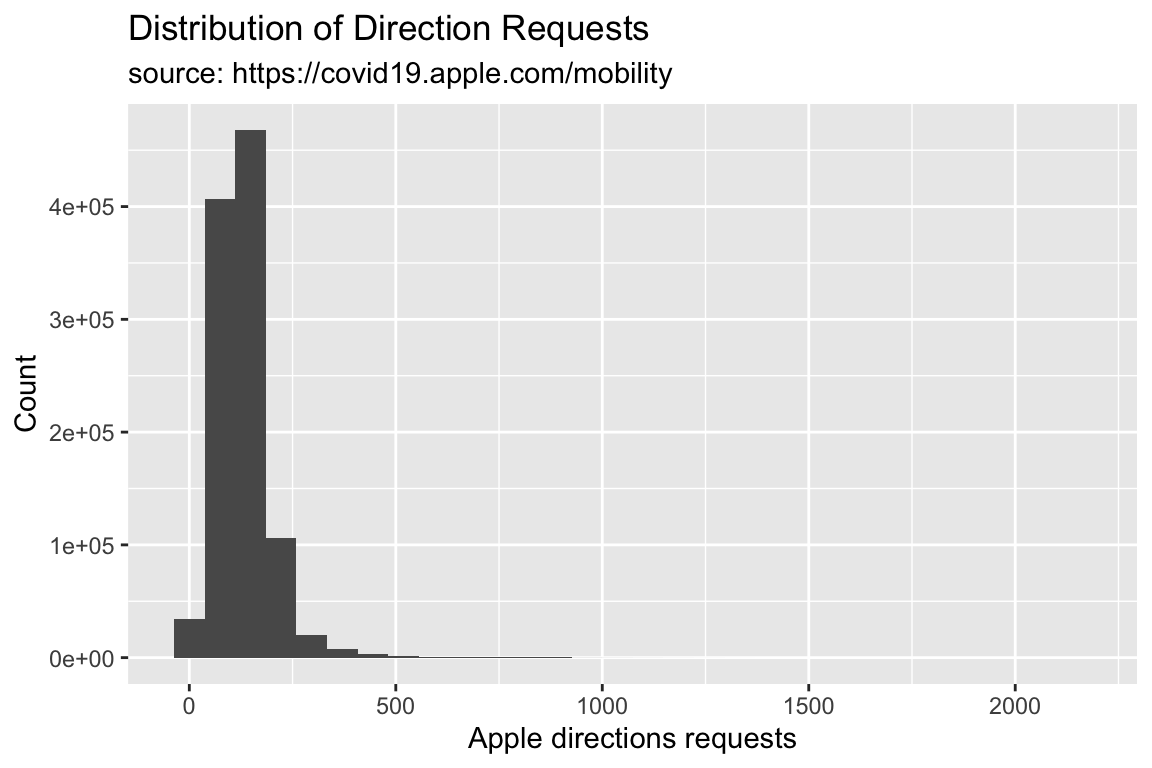 Distribution of Direction Requests
source: https://covid19.apple.com/mobility
4e+05
3e+05
2e+05
1e+05
0e+00
Count
0 500 1000 1500 2000
Apple directions requests